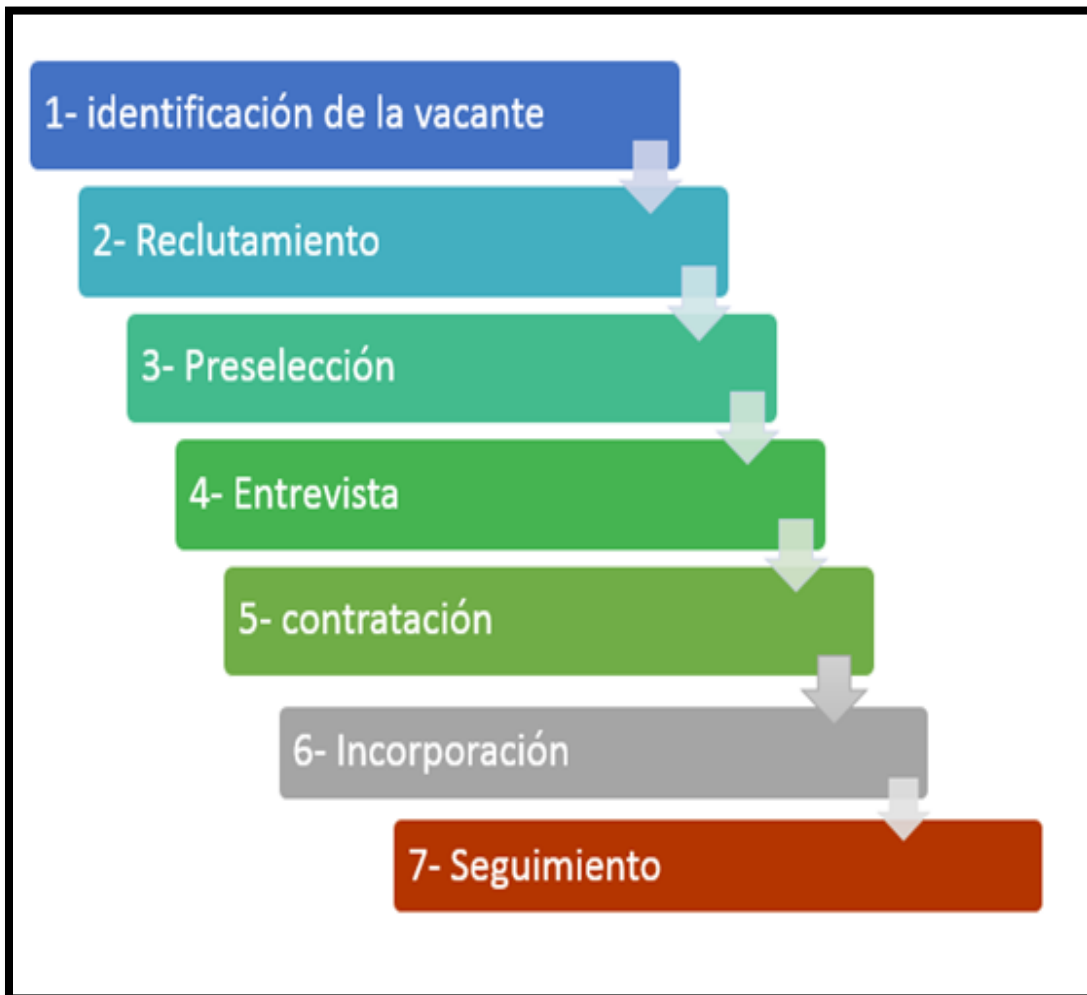 1- identificación de la vacante
2- Reclutamiento
3- Preselección
4- Entrevista
5- contratación
6- Incorporación
7- Seguimiento